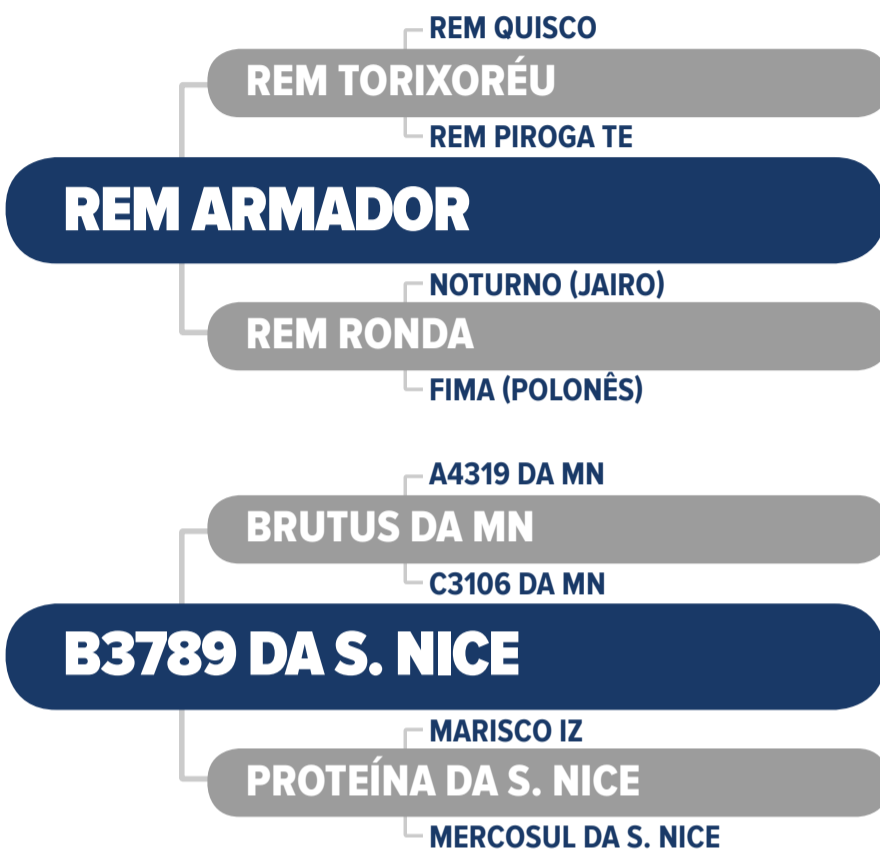 REM QUISCO
REM TORIXORÉU
REM PIROGA TE
REM ARMADOR
NOTURNO (JAIRO)
REM RONDA
FIMA (POLONÊS)
A4319 DA MN
BRUTUS DA MN
C3106 DA MN
B3789 DA S. NICE
MARISCO IZ
PROTEÍNA DA S. NICE
MERCOSUL DA S. NICE